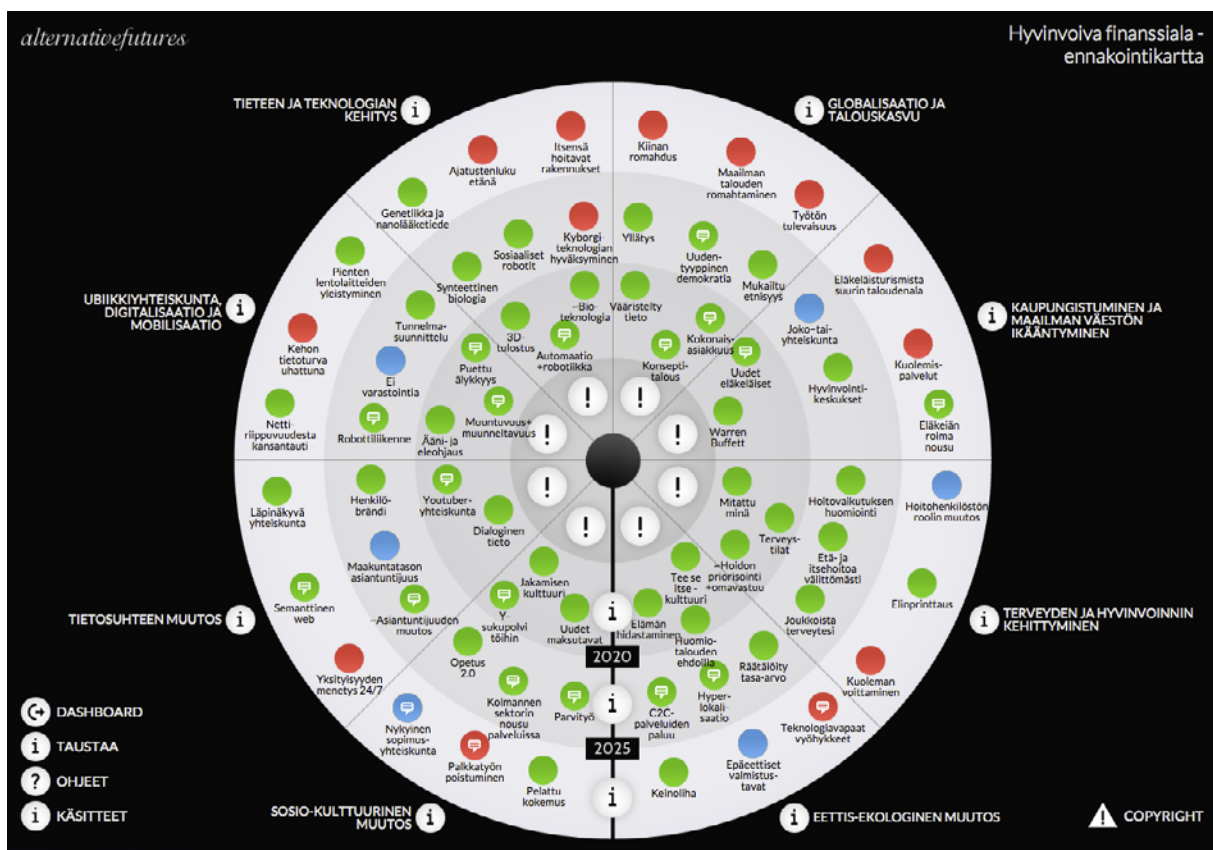 alternativefutures
Hyvinvoiva finanssiala -
ennakointikartta
TIETEEN JA TEKNOLOGIAN
KEHITYS
GLOBALISAATIO JA
TALOUSKASVU
Itsensä
hoitavat
rakennukset
Kiinan
romahdus
Ajatustenluku
etänä
Maailman
talouden
romahtaminen
Genetiikka ja
nanolääketiede
Työtön
tulevaisuus
Sosiaaliset
robotit
Kyborgi-
teknologian
hyväksyminen
Yllätys
Uuden-
tyyppinen
demokratia
Pienten
lentolaitteiden
yleistyminen
Synteettinen
biologia
Mukailtu
etnisyys
Eläkeläisturismista
suurin taloudenala
UBIIKKIYHTEISKUNTA,
DIGITALISAATIO JA
MOBILISAATIO
KAUPUNGISTUMINEN JA
MAAILMAN VÄESTÖN
IKÄÄNTYMINEN
Tunnelma-
suunnittelu
~Bio-
teknologia
Vääristelty
tieto
Joko-tai-
yhteiskunta
Kehon
tietoturva
uhattuna
3D-
tulostus
Automaatio
+robotiikka
Kokonais-
asiakkuus
Kuolemis-
palvelut
Ei
varastointia
Puettu
älykkyys
Konsepti-
talous
Uudet
eläkeläiset
Hyvinvointi-
keskukset
Netti-
riippuvuudesta
kansantauti
Robottiliikenne
Ääni- ja
eleohjaus
Muuntuvuus+
muunneltavuus
Warren
Buffett
Eläkeiän
roima
nousu
Läpinäkyvä
yhteiskunta
Henkilö-
brändi
Youtuber-
yhteiskunta
Dialoginen
tieto
Mitattu
minä
Hoitovaikutuksen
huomiointi
Hoitohenkilöstön
roolin muutos
Terveys-
tilat
Maakuntatason
asiantuntijuus
Jakamisen
kulttuuri
Tee se
itse -
kulttuuri
~Hoidon
priorisointi
+omavastuu
Etä- ja
itsehoitoa
välittömästi
Semanttinen
web
~Asiantuntijuuden
muutos
Y-
sukupolvi
töihin
Uudet
maksutavat
Elämän
hidastaminen
Huomio-
talouden
ehdoilla
Joukkoista
terveytesi
Elinprinttaus
TIETOSUHTEEN MUUTOS
TERVEYDEN JA HYVINVOINNIN
KEHITTYMINEN
2020
Yksityisyyden
menetys 24/7
Opetus
2.0
Kolmannen
sektorin
nousu
palveluissa
Parvityö
C2C-
palveluiden
paluu
Hyper-
lokali-
saatio
Räätälöity
tasa-arvo
Kuoleman
voittaminen
Nykyinen
sopimus-
yhteiskunta
Teknologiavapaat
vyöhykkeet
2025
Palkkatyön
poistuminen
Pelattu
kokemus
Keinoliha
Epäeettiset
valmistus-
tavat
SOSIO-KULTTUURINEN
MUUTOS
EETTIS-EKOLOGINEN MUUTOS
DASHBOARD
TAUSTAA
OHJEET
KÄSITTEET
COPYRIGHT